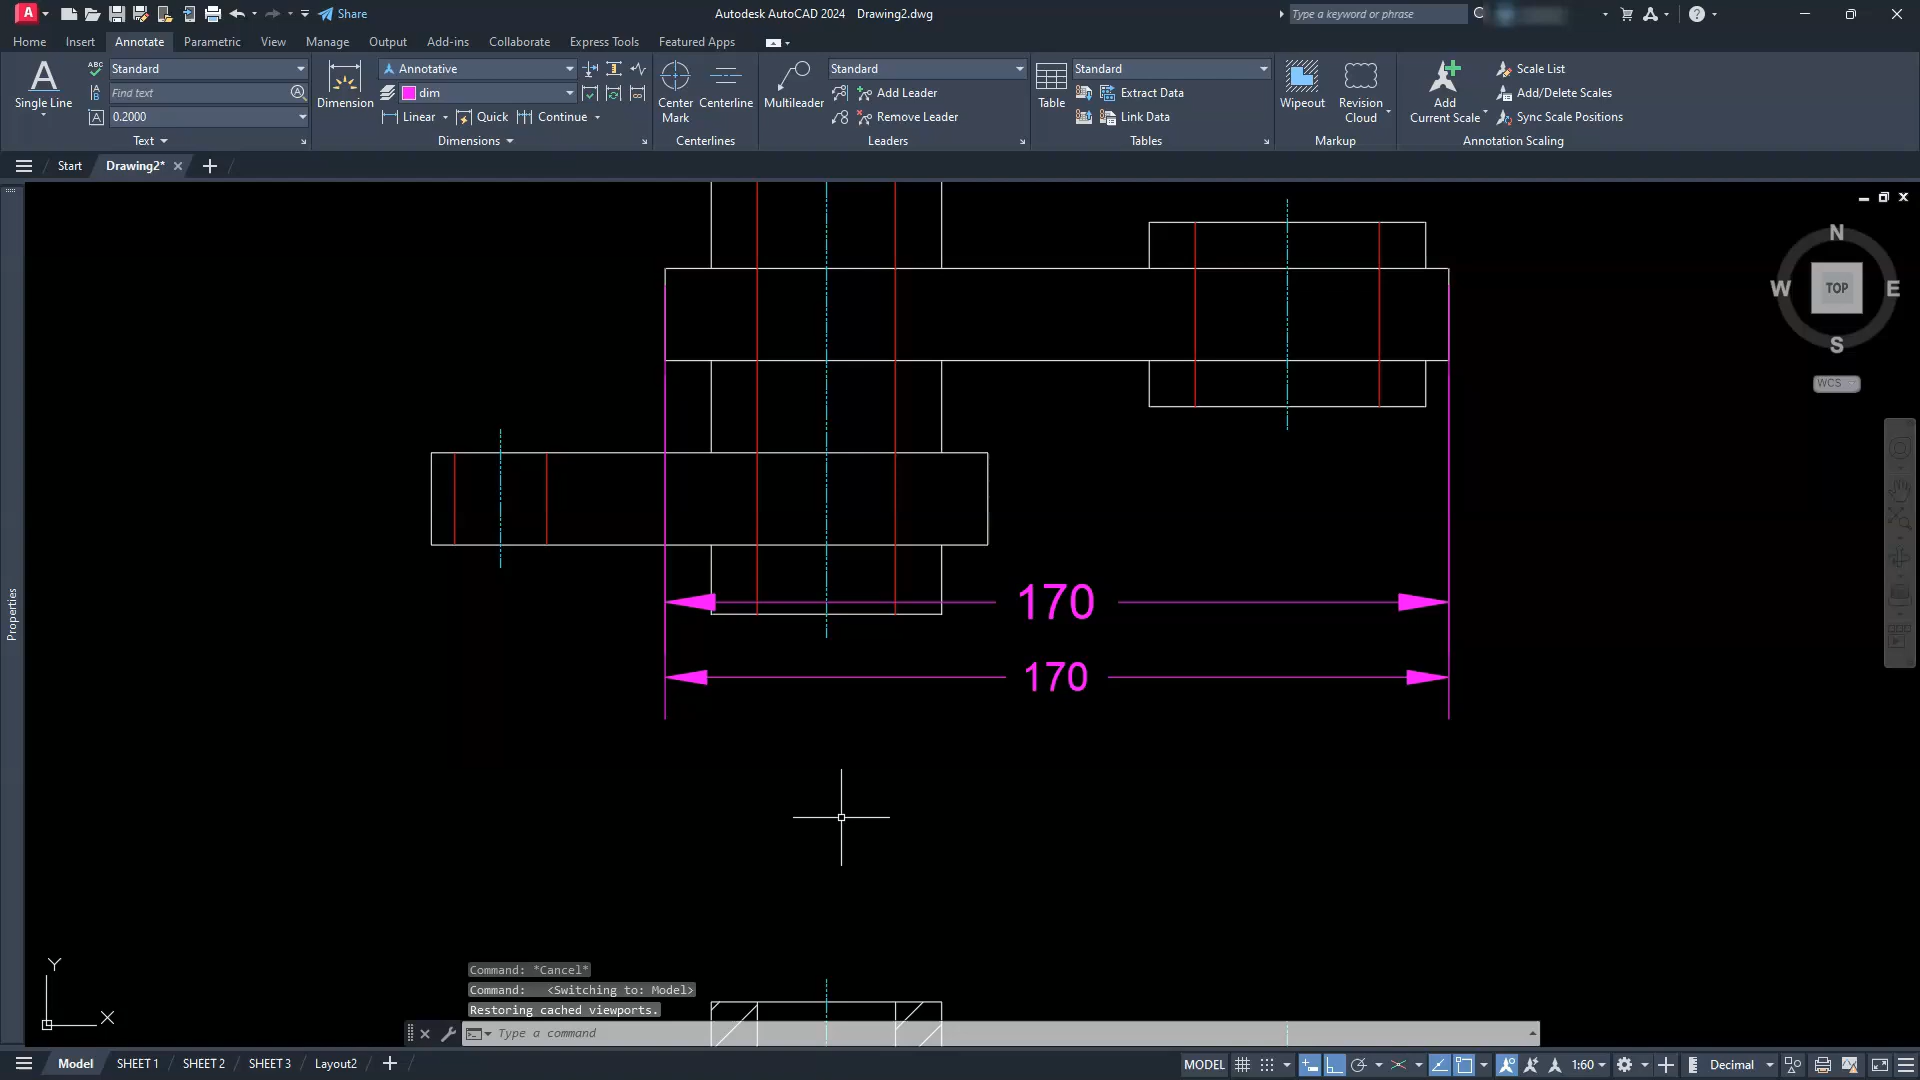 A Share Autodesk AutoCAD 2024 Drawing2.dwg Type a keyword or phrase
Home Insert Annotate Parametric View Manage Output Add-ins Collaborate Express Tools Featured Apps
A Single Line
ABC Standard
Find text
0.2000
Text
Dimension
Annotative
dim
Linear Quick Continue
Dimensions
Center Mark
Centerline
Centerlines
Multileader
Standard
Add Leader
Remove Leader
Leaders
Table
Standard
Extract Data
Link Data
Tables
Wipeout
Revision Cloud
Markup
Add Current Scale
Scale List
Add/Delete Scales
Sync Scale Positions
Annotation Scaling
Start Drawing2*
N
W TOP E
S
WCS
Properties
170
170
Y
X
Command: *Cancel*
Command: <Switching to: Model>
Restoring cached viewports.
Type a command
Model SHEET 1 SHEET 2 SHEET 3 Layout2
MODEL 1:60 Decimal